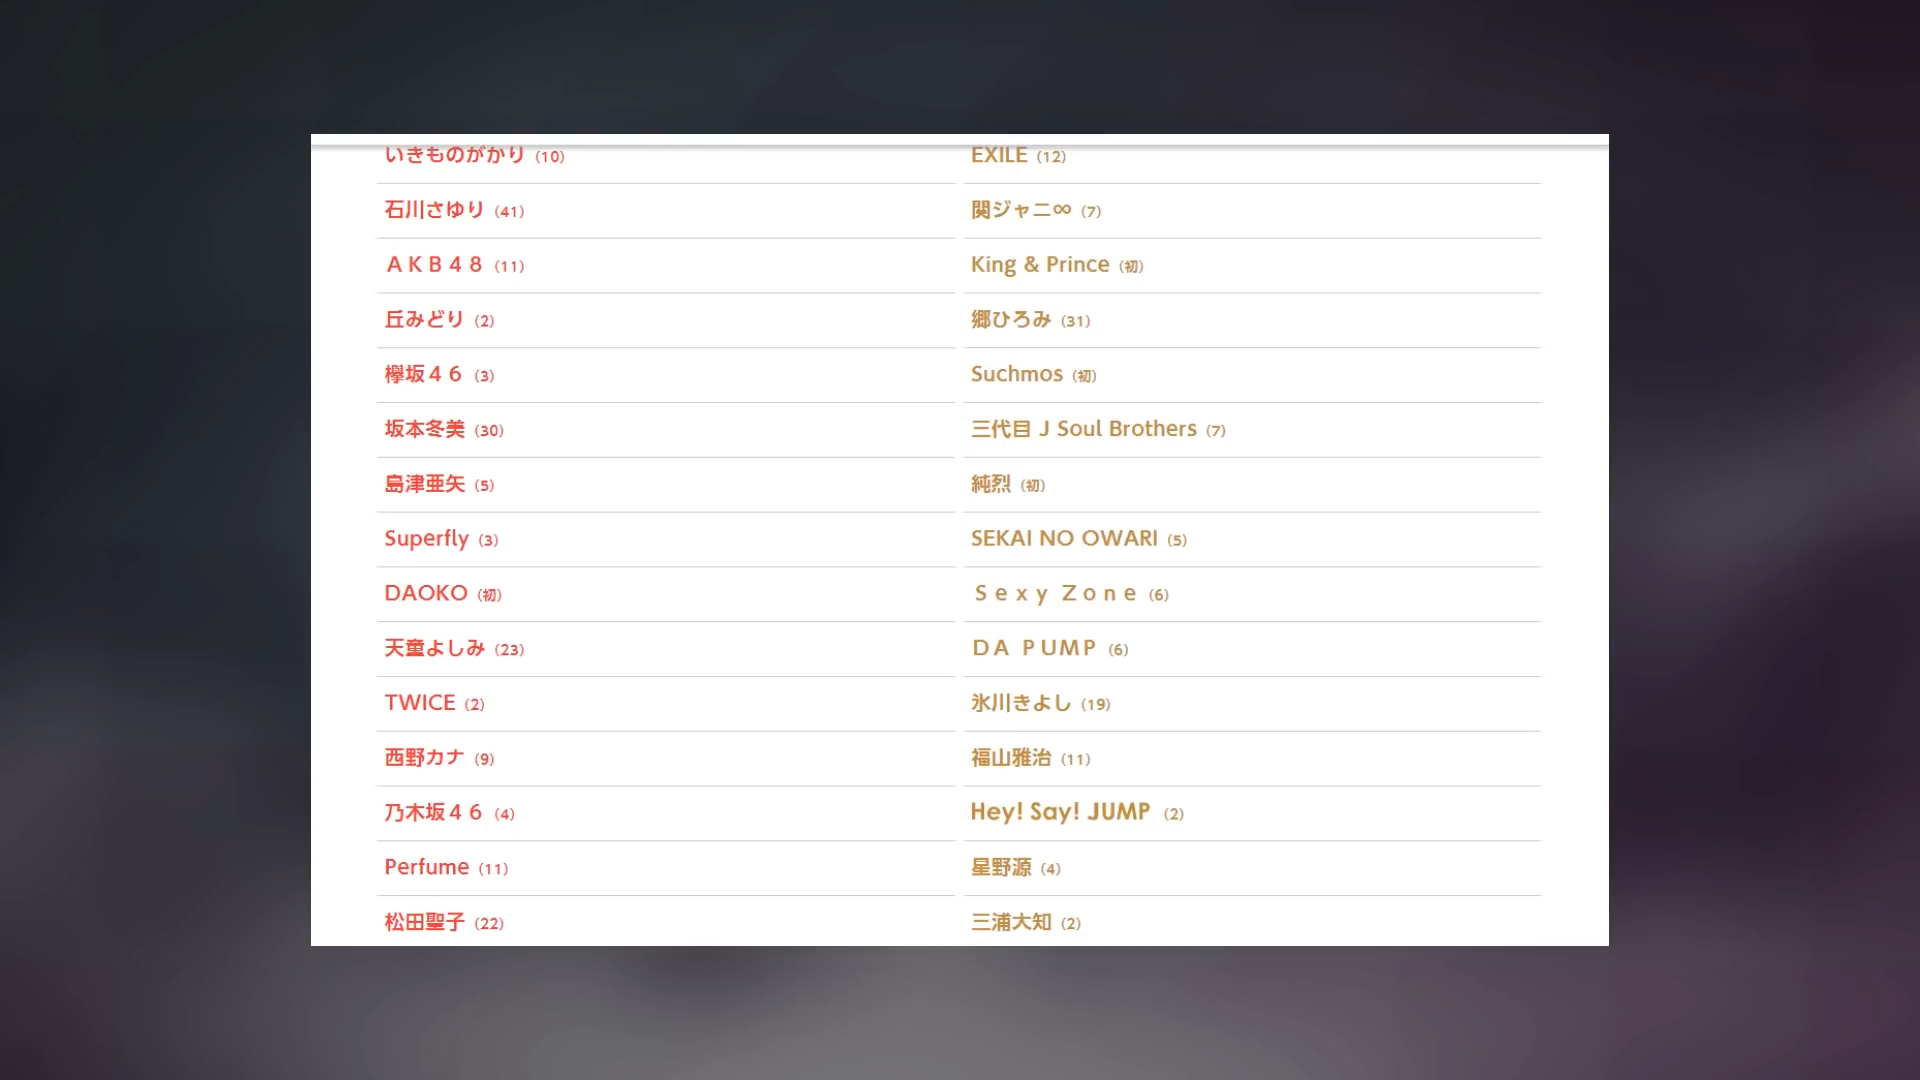 いきものがかり（10）
石川さゆり（41）
ＡＫＢ４８（11）
丘みどり（2）
欅坂４６（3）
坂本冬美（30）
島津亜矢（5）
Superfly（3）
DAOKO（初）
天童よしみ（23）
TWICE（2）
西野カナ（9）
乃木坂４６（4）
Perfume（11）
松田聖子（22）
EXILE（12）
関ジャニ∞（7）
King & Prince（初）
郷ひろみ（31）
Suchmos（初）
三代目 J Soul Brothers（7）
純烈（初）
SEKAI NO OWARI（5）
Ｓｅｘｙ Ｚｏｎｅ（6）
ＤＡ ＰＵＭＰ（6）
氷川きよし（19）
福山雅治（11）
Hey! Say! JUMP（2）
星野源（4）
三浦大知（2）